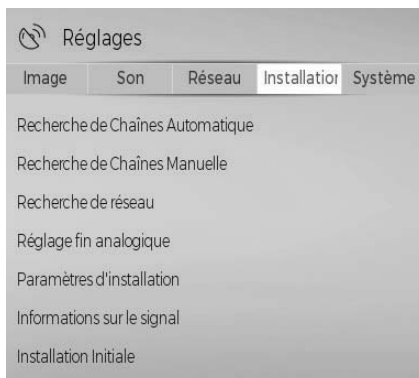 Réglages
Image Son Réseau Installation Système
Recherche de Chaînes Automatique
Recherche de Chaînes Manuelle
Recherche de réseau
Réglage fin analogique
Paramètres d'installation
Informations sur le signal
Installation Initiale